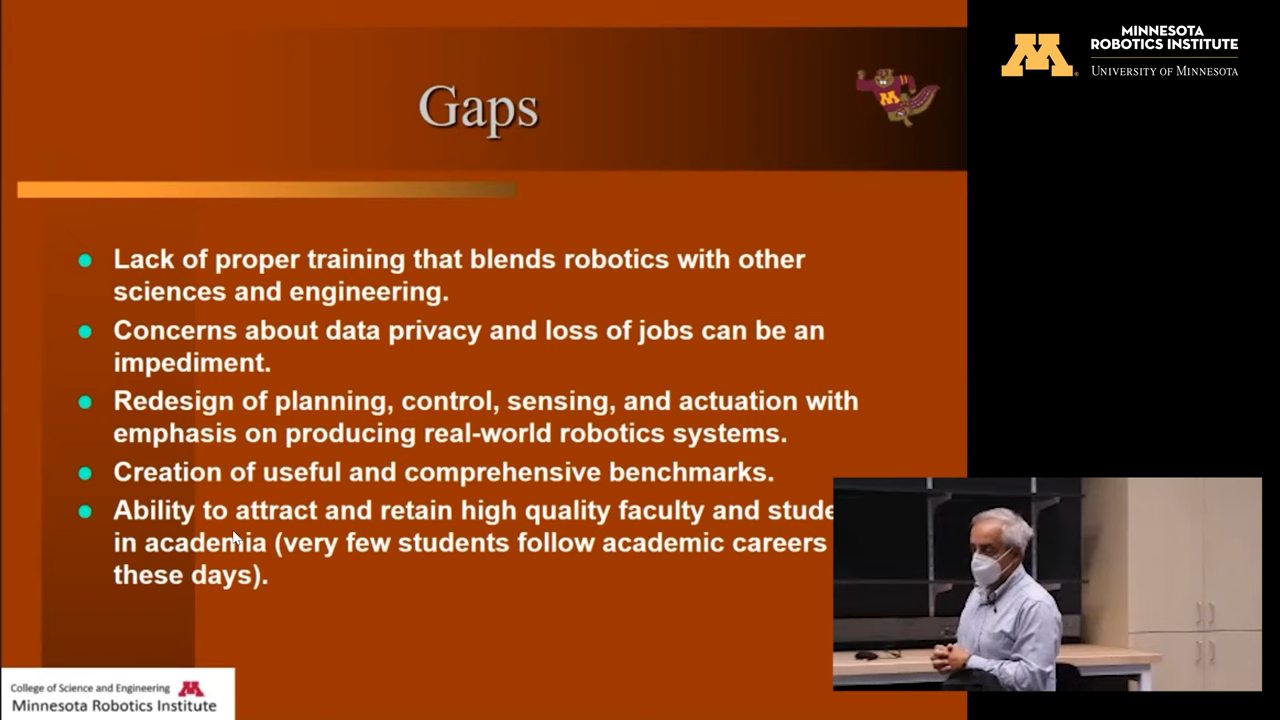 Gaps
Lack of proper training that blends robotics with other
sciences and engineering.
Concerns about data privacy and loss of jobs can be an
impediment.
Redesign of planning, control, sensing, and actuation with
emphasis on producing real-world robotics systems.
Creation of useful and comprehensive benchmarks.
Ability to attract and retain high quality faculty and stude
in academia (very few students follow academic careers
these days).
College of Science and Engineering M
Minnesota Robotics Institute
M
MINNESOTA
ROBOTICS INSTITUTE
UNIVERSITY OF MINNESOTA
M